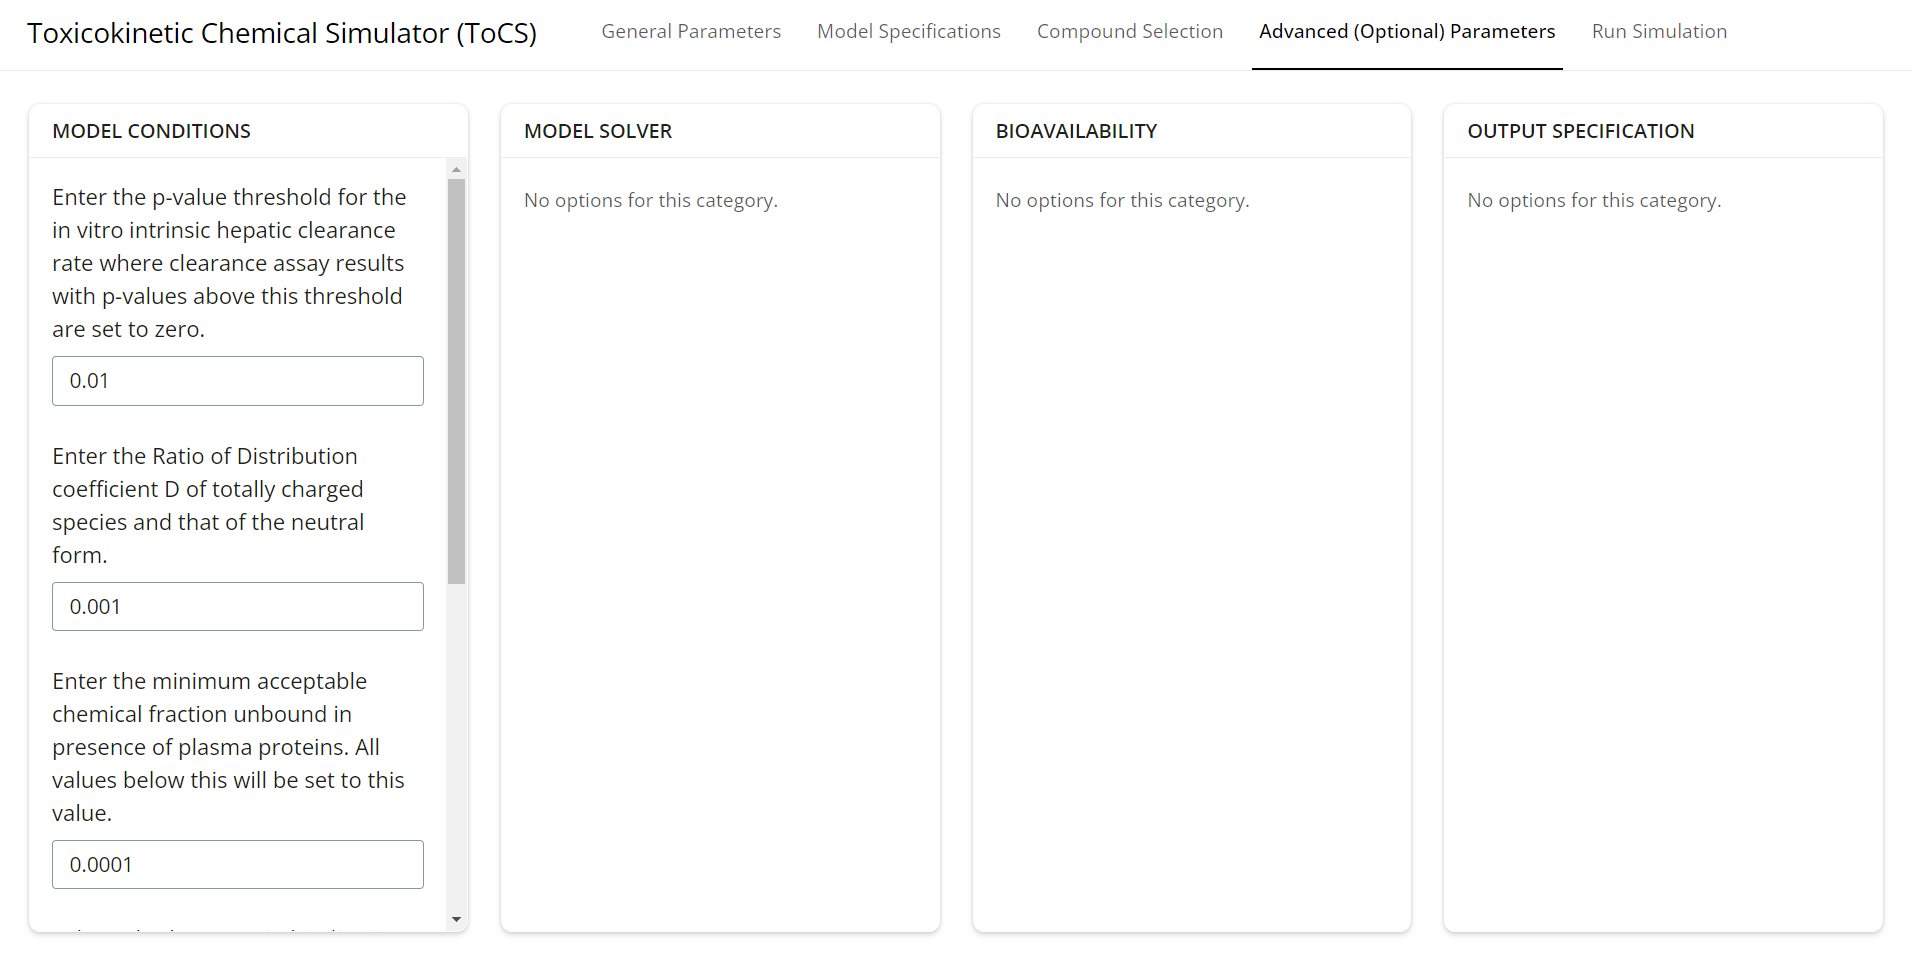 Toxicokinetic Chemical Simulator (ToCS)
General Parameters
Model Specifications
Compound Selection
Advanced (Optional) Parameters
Run Simulation
MODEL CONDITIONS
Enter the p-value threshold for the
in vitro intrinsic hepatic clearance
rate where clearance assay results
with p-values above this threshold
are set to zero.
0.01
Enter the Ratio of Distribution
coefficient D of totally charged
species and that of the neutral
form.
0.001
Enter the minimum acceptable
chemical fraction unbound in
presence of plasma proteins. All
values below this will be set to this
value.
0.0001
MODEL SOLVER
No options for this category.
BIOAVAILABILITY
No options for this category.
OUTPUT SPECIFICATION
No options for this category.